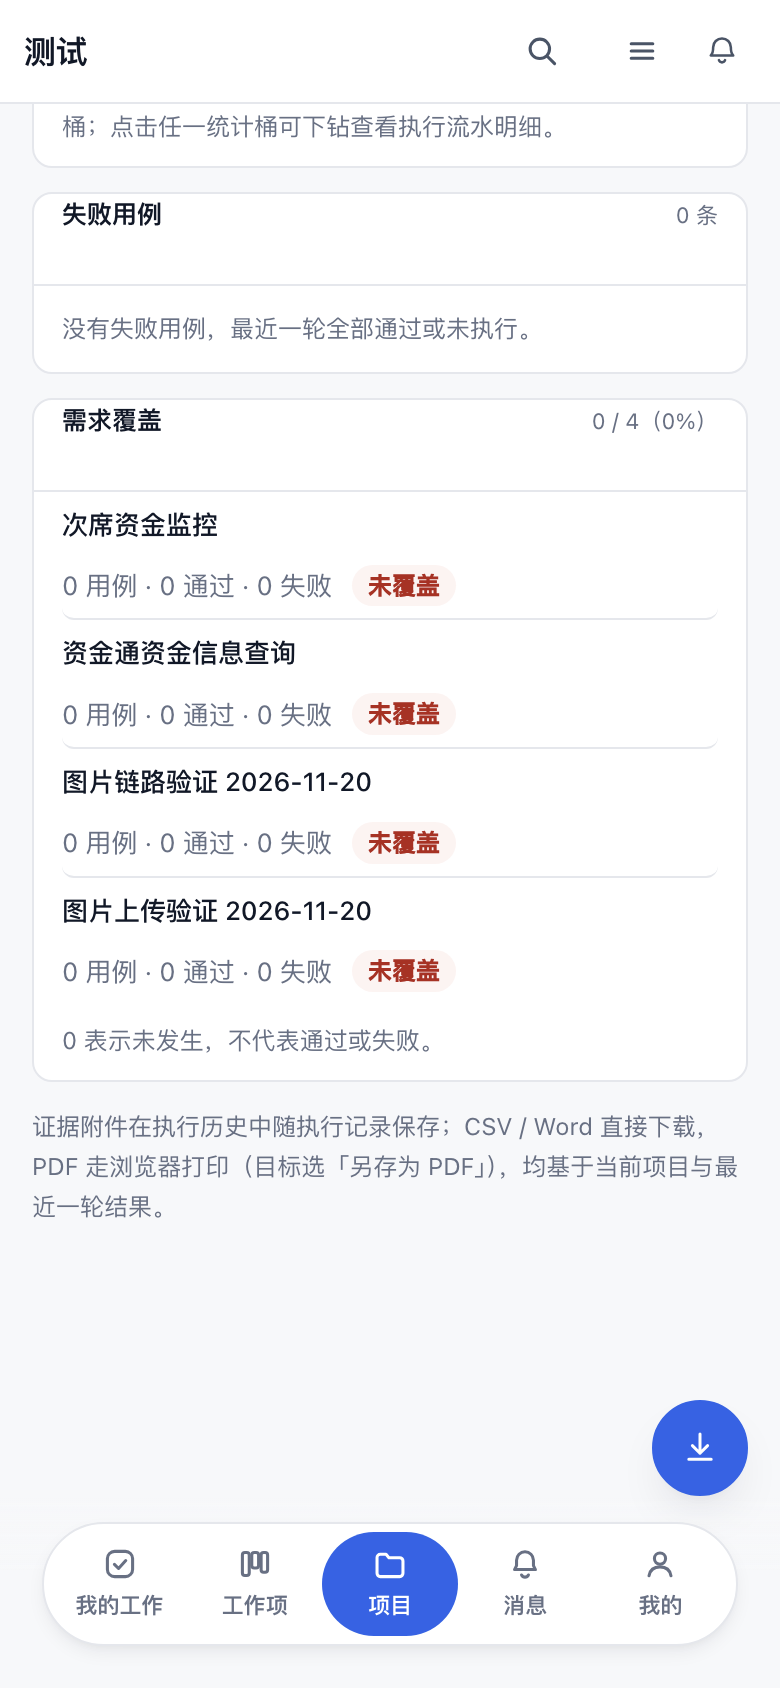 测试
桶；点击任一统计桶可下钻查看执行流水明细。
失败用例
0 条
没有失败用例，最近一轮全部通过或未执行。
需求覆盖
0 / 4（0%）
次席资金监控
0 用例 · 0 通过 · 0 失败 未覆盖
资金通资金信息查询
0 用例 · 0 通过 · 0 失败 未覆盖
图片链路验证 2026-11-20
0 用例 · 0 通过 · 0 失败 未覆盖
图片上传验证 2026-11-20
0 用例 · 0 通过 · 0 失败 未覆盖
0 表示未发生，不代表通过或失败。
证据附件在执行历史中随执行记录保存；CSV / Word 直接下载，
PDF 走浏览器打印（目标选「另存为 PDF」），均基于当前项目与最
近一轮结果。
我的工作
工作项
项目
消息
我的